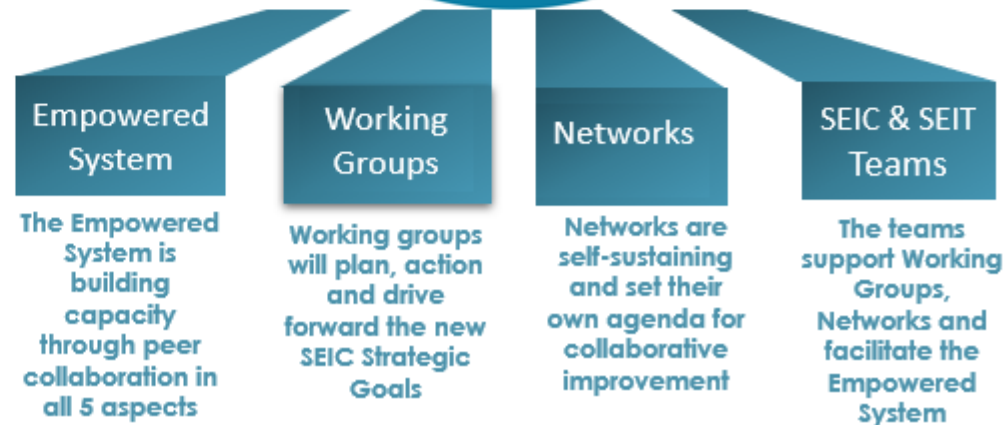 Empowered
System
The Empowered
System is
building
capacity
through peer
collaboration in
all 5 aspects
Working
Groups
Working groups
will plan, action
and drive
forward the new
SEIC Strategic
Goals
Networks
Networks are
self-sustaining
and set their
own agenda for
collaborative
improvement
SEIC & SEIT
Teams
The teams
support Working
Groups,
Networks and
facilitate the
Empowered
System